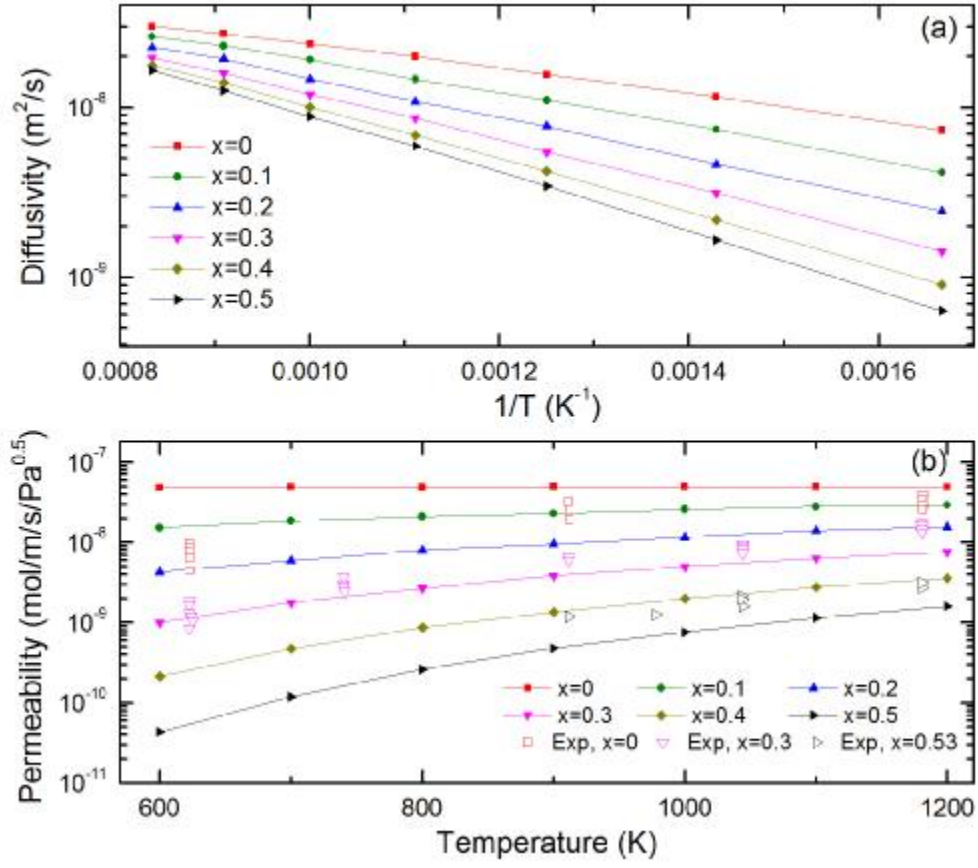 (a)
Diffusivity (m²/s)
10⁻⁸
10⁻⁹
x=0
x=0.1
x=0.2
x=0.3
x=0.4
x=0.5
0.0008 0.0010 0.0012 0.0014 0.0016
1/T (K⁻¹)
(b)
Permeability (mol/m/s/Pa⁰·⁵)
10⁻⁷
10⁻⁸
10⁻⁹
10⁻¹⁰
10⁻¹¹
x=0 x=0.1 x=0.2
x=0.3 x=0.4 x=0.5
Exp, x=0 Exp, x=0.3 Exp, x=0.53
600 800 1000 1200
Temperature (K)